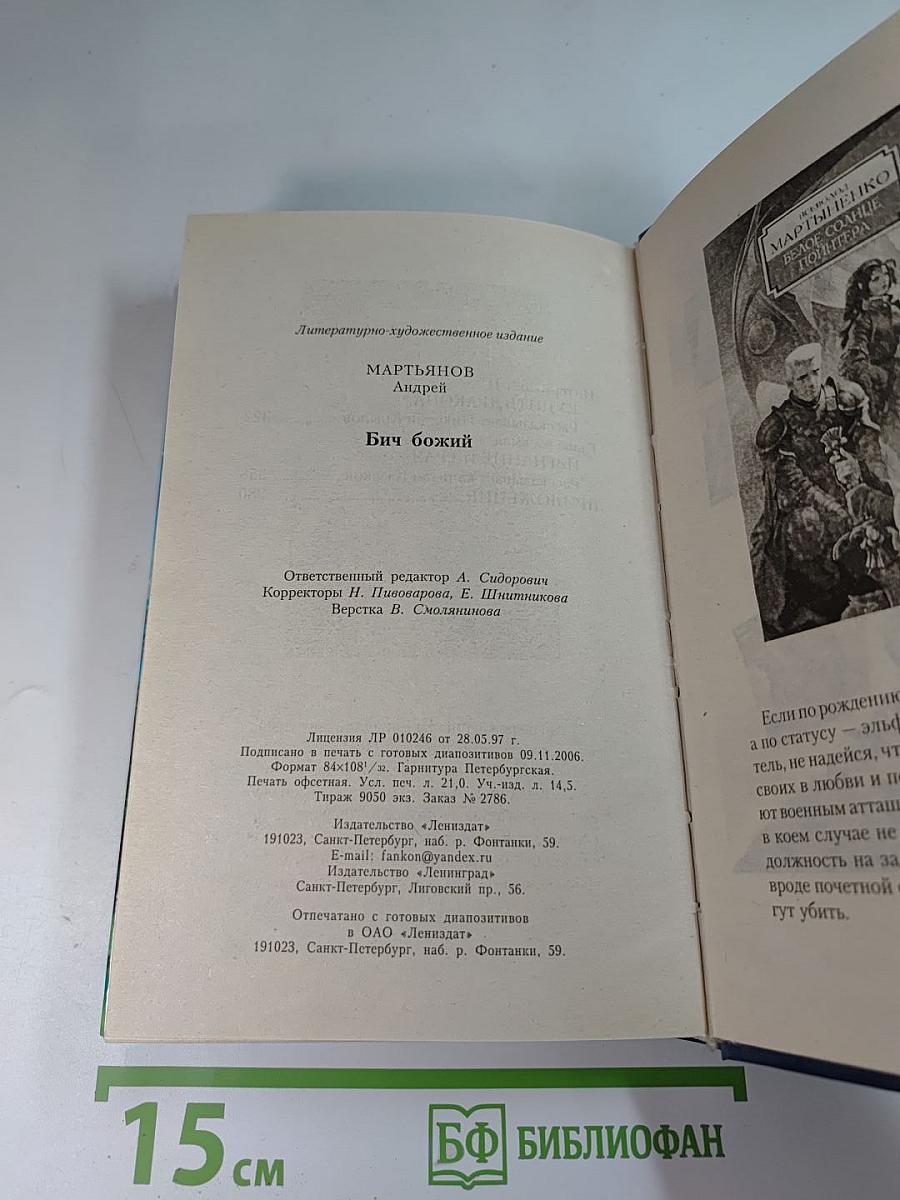 Литературно-художественное издание
МАРТЬЯНОВ
Андрей
Бич божий
Ответственный редактор А. Сидорович
Корректоры Н. Пивоварова, Е. Шнитникова
Верстка В. Смолянинова
Лицензия ЛР 010246 от 28.05.97 г.
Подписано в печать с готовых диапозитивов 09.11.2006.
Формат 84×108¹/₃₂. Гарнитура Петербургская.
Печать офсетная. Усл. печ. л. 21,0. Уч.-изд. л. 14,5.
Тираж 9050 экз. Заказ № 2786.
Издательство «Лениздат»
191023, Санкт-Петербург, наб. р. Фонтанки, 59.
E-mail: fankon@yandex.ru
Издательство «Ленинград»
Санкт-Петербург, Лиговский пр., 56.
Отпечатано с готовых диапозитивов
в ОАО «Лениздат»
191023, Санкт-Петербург, наб. р. Фонтанки, 59.
ВСЕВОЛОД
МАРТЫНЕНКО
БЕЛОЕ СОЛНЦЕ
ПОЙНТЕРА
Если по рождению
а по статусу — эльф
тель, не надейся, чт
своих в любви и п
ют военным атташ
в коем случае не
должность на за
вроде почетной
гут убить.
15 см
БФ БИБЛИОФАН